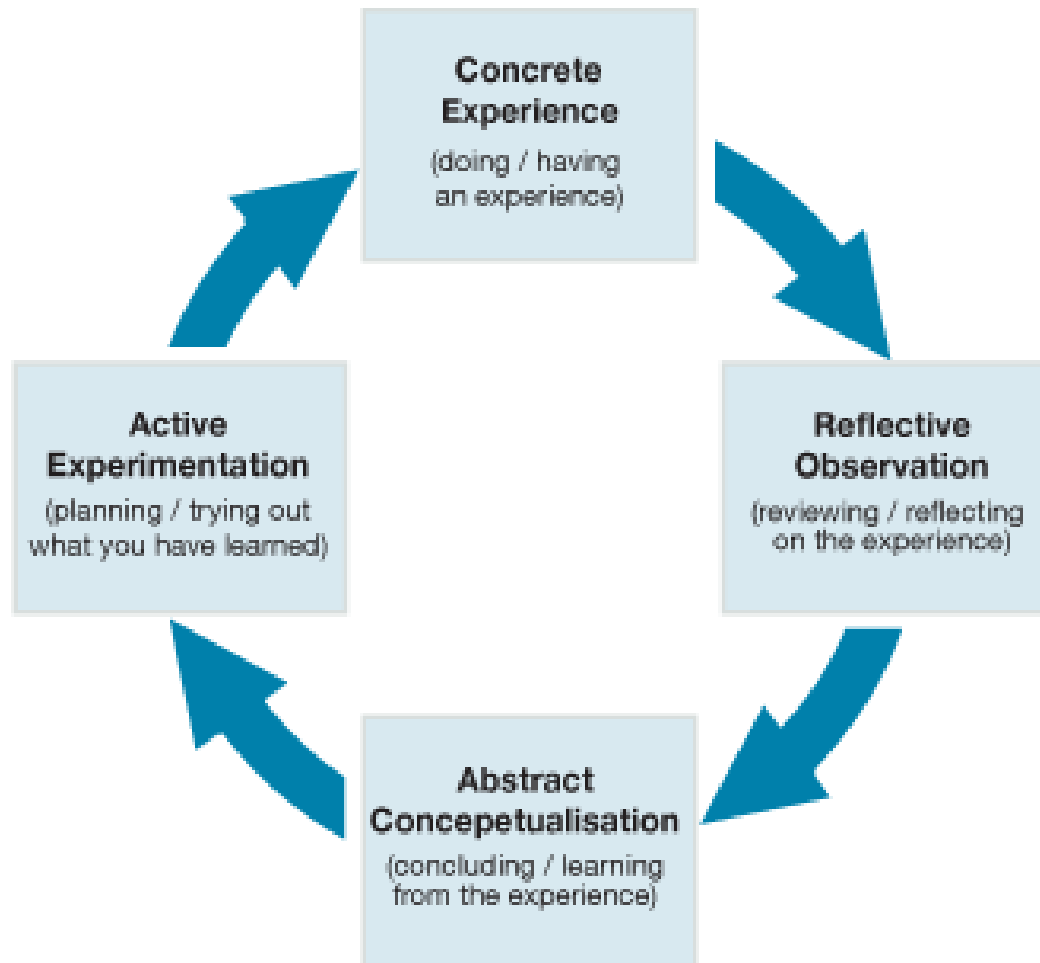 Concrete
Experience
(doing / having
an experience)
Active
Experimentation
(planning / trying out
what you have learned)
Reflective
Observation
(reviewing / reflecting
on the experience)
Abstract
Concepetualisation
(concluding / learning
from the experience)